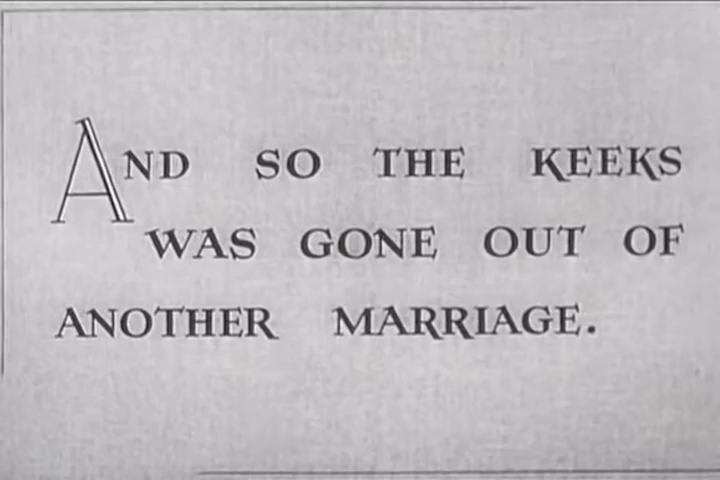 AND SO THE KEEKS
WAS GONE OUT OF
ANOTHER MARRIAGE.